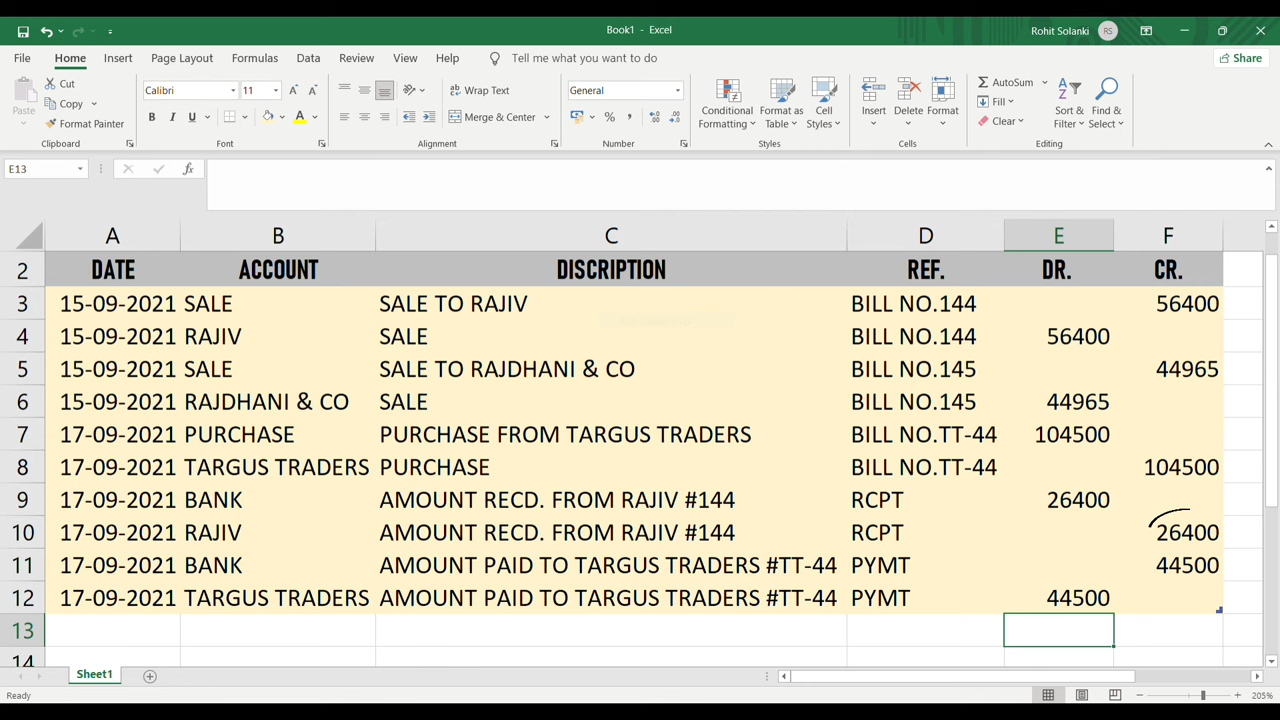 Book1 - Excel
Rohit Solanki RS
File Home Insert Page Layout Formulas Data Review View Help Tell me what you want to do Share
Paste Cut Copy Format Painter Clipboard
Calibri 11 B I U Font
Wrap Text Merge & Center Alignment
General % Number
Conditional Formatting Format as Table Cell Styles Styles
Insert Delete Format Cells
AutoSum Fill Clear Sort & Filter Find & Select Editing
E13 fx
A B C D E F
2 DATE ACCOUNT DISCRIPTION REF. DR. CR.
3 15-09-2021 SALE SALE TO RAJIV BILL NO.144 56400
4 15-09-2021 RAJIV SALE BILL NO.144 56400
5 15-09-2021 SALE SALE TO RAJDHANI & CO BILL NO.145 44965
6 15-09-2021 RAJDHANI & CO SALE BILL NO.145 44965
7 17-09-2021 PURCHASE PURCHASE FROM TARGUS TRADERS BILL NO.TT-44 104500
8 17-09-2021 TARGUS TRADERS PURCHASE BILL NO.TT-44 104500
9 17-09-2021 BANK AMOUNT RECD. FROM RAJIV #144 RCPT 26400
10 17-09-2021 RAJIV AMOUNT RECD. FROM RAJIV #144 RCPT 26400
11 17-09-2021 BANK AMOUNT PAID TO TARGUS TRADERS #TT-44 PYMT 44500
12 17-09-2021 TARGUS TRADERS AMOUNT PAID TO TARGUS TRADERS #TT-44 PYMT 44500
13
14
Sheet1
Ready 205%